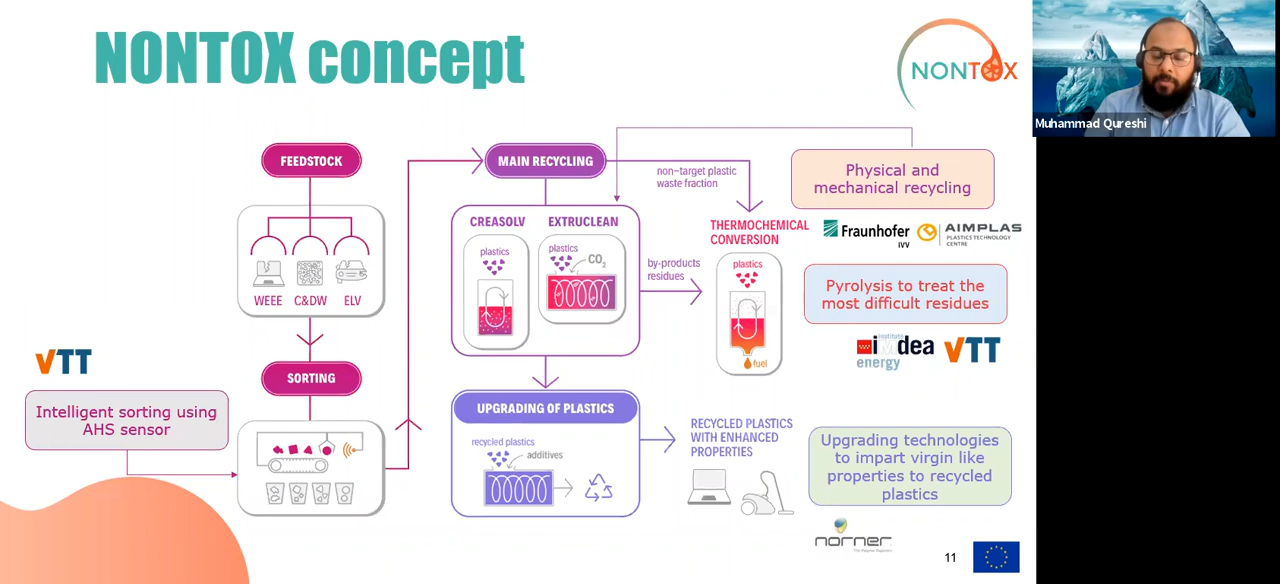 NONTOX concept
NONTOX
Muhammad Qureshi
FEEDSTOCK
WEEE
C&DW
ELV
SORTING
VTT
Intelligent sorting using
AHS sensor
MAIN RECYCLING
non-target plastic
waste fraction
CREASOLV
EXTRUCLEAN
plastics
plastics
CO2
by-products
residues
THERMOCHEMICAL
CONVERSION
plastics
fuel
UPGRADING OF PLASTICS
recycled plastics
additives
RECYCLED PLASTICS
WITH ENHANCED
PROPERTIES
Physical and
mechanical recycling
Fraunhofer
IVV
AIMPLAS
PLASTICS TECHNOLOGY
CENTRE
Pyrolysis to treat the
most difficult residues
institute
iMdea
energy
VTT
Upgrading technologies
to impart virgin like
properties to recycled
plastics
norner
11